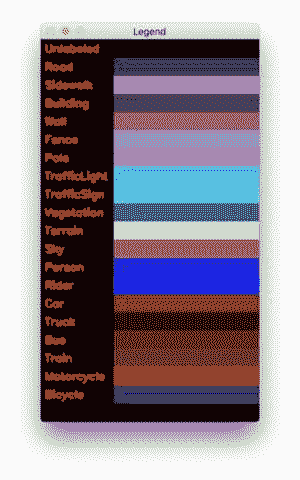 Legend
Unlabeled
Road
Sidewalk
Building
Wall
Fence
Pole
TrafficLight
TrafficSign
Vegetation
Terrain
Sky
Person
Rider
Car
Truck
Bus
Train
Motorcycle
Bicycle